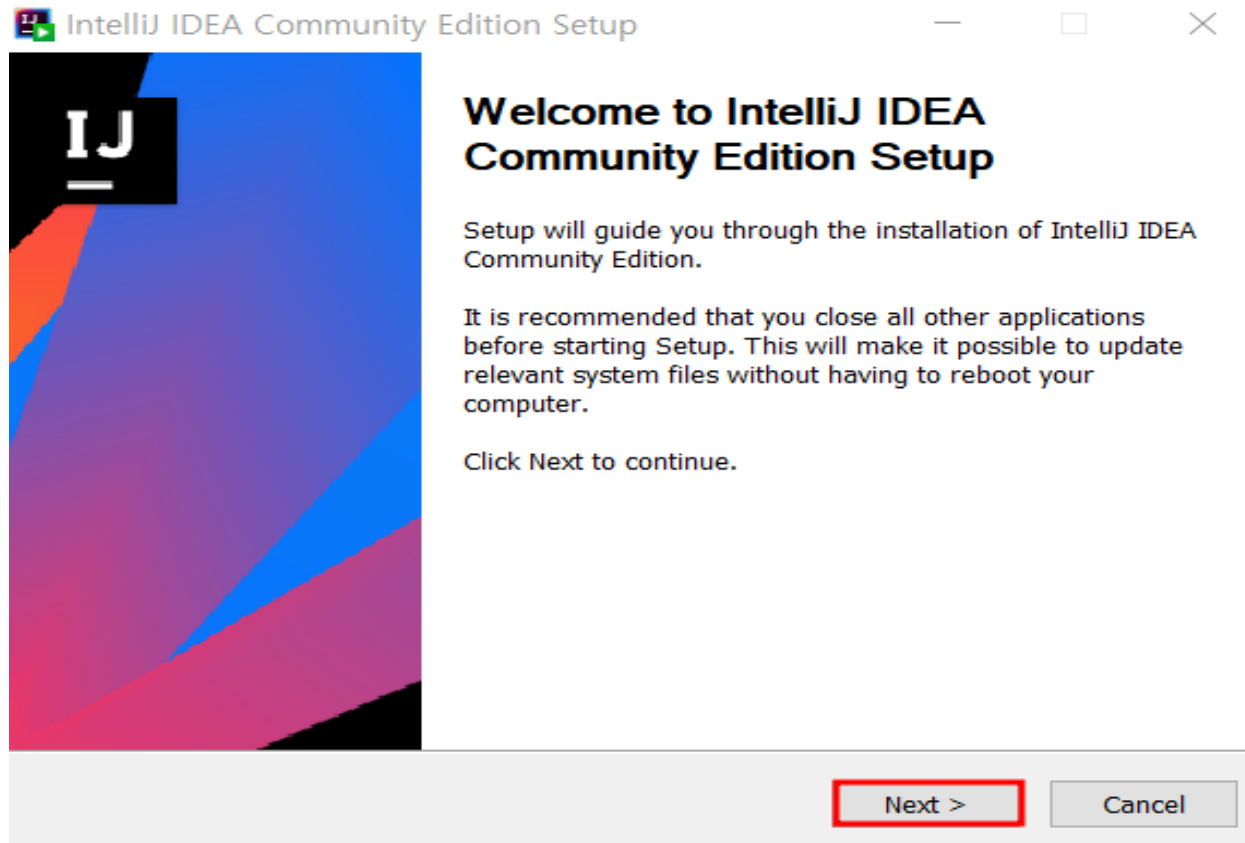 IntelliJ IDEA Community Edition Setup
IJ
Welcome to IntelliJ IDEA
Community Edition Setup
Setup will guide you through the installation of IntelliJ IDEA
Community Edition.
It is recommended that you close all other applications
before starting Setup. This will make it possible to update
relevant system files without having to reboot your
computer.
Click Next to continue.
Next >
Cancel